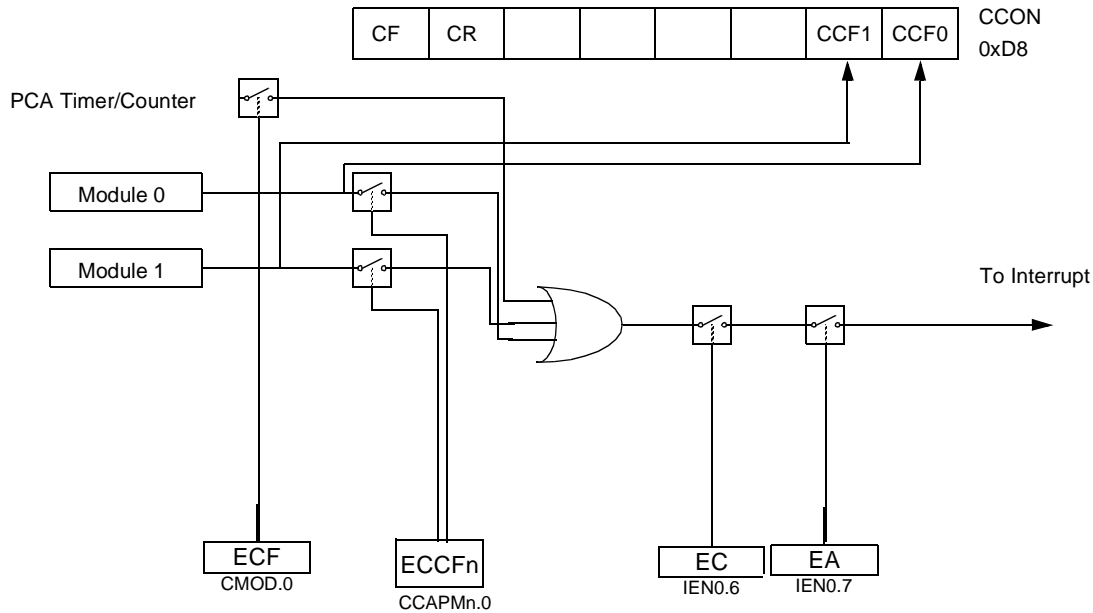 CF CR CCF1 CCF0 CCON
0xD8
PCA Timer/Counter
Module 0
Module 1
To Interrupt
ECF
CMOD.0
ECCFn
CCAPMn.0
EC
IEN0.6
EA
IEN0.7